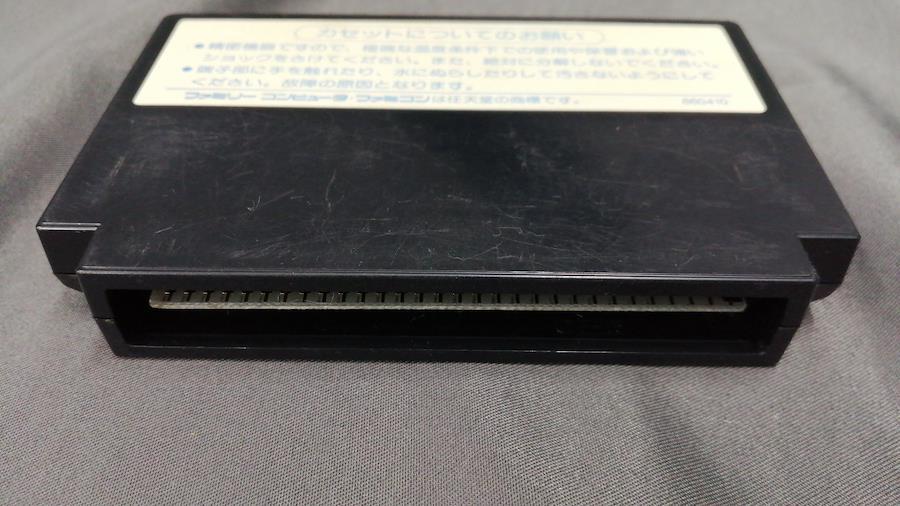 カセットについてのお願い
●精密機器ですので、極端な温度条件下での使用や保管および強い
ショックをさけてください。また、絶対に分解しないでください。
●端子部に手を触れたり、水にぬらしたりして汚さないようにして
ください。故障の原因となります。
ファミリーコンピュータ・ファミコンは任天堂の商標です。 860410